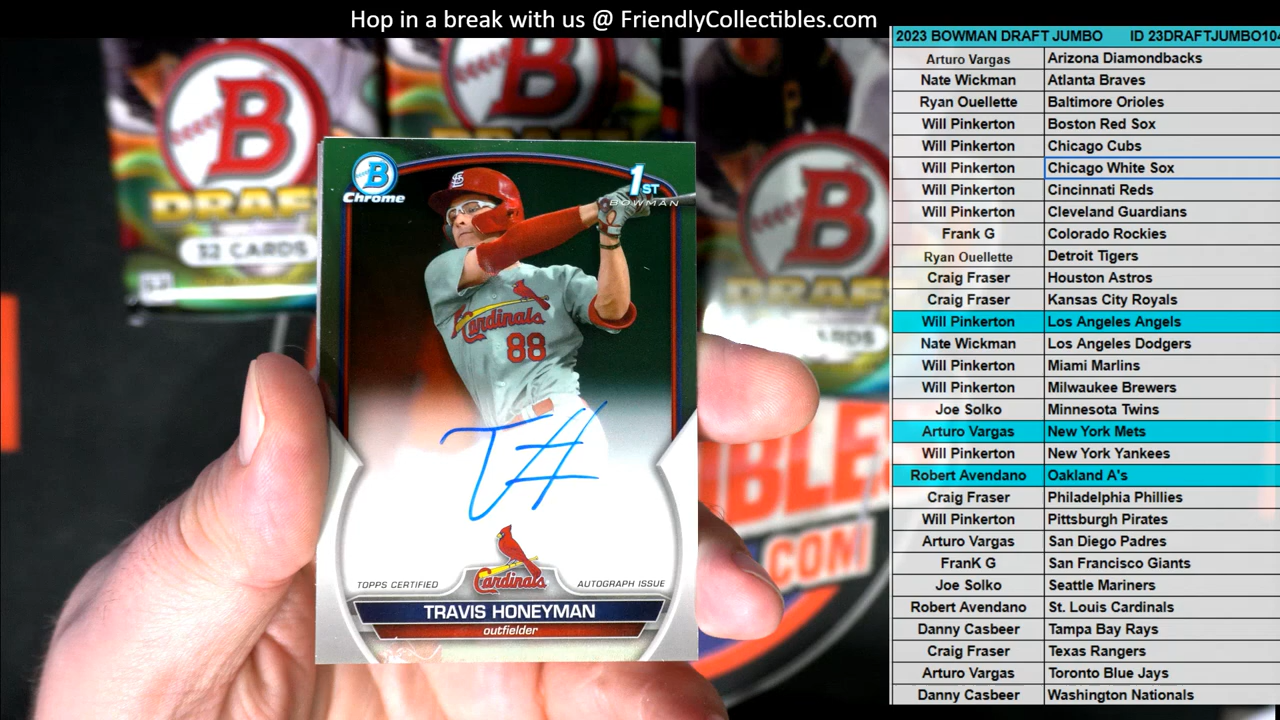 Hop in a break with us @ FriendlyCollectibles.com
2023 BOWMAN DRAFT JUMBO ID 23DRAFTJUMBO104
Arturo Vargas Arizona Diamondbacks
Nate Wickman Atlanta Braves
Ryan Ouellette Baltimore Orioles
Will Pinkerton Boston Red Sox
Will Pinkerton Chicago Cubs
Will Pinkerton Chicago White Sox
Will Pinkerton Cincinnati Reds
Will Pinkerton Cleveland Guardians
Frank G Colorado Rockies
Ryan Ouellette Detroit Tigers
Craig Fraser Houston Astros
Craig Fraser Kansas City Royals
Will Pinkerton Los Angeles Angels
Nate Wickman Los Angeles Dodgers
Will Pinkerton Miami Marlins
Will Pinkerton Milwaukee Brewers
Joe Solko Minnesota Twins
Arturo Vargas New York Mets
Will Pinkerton New York Yankees
Robert Avendano Oakland A's
Craig Fraser Philadelphia Phillies
Will Pinkerton Pittsburgh Pirates
Arturo Vargas San Diego Padres
FranK G San Francisco Giants
Joe Solko Seattle Mariners
Robert Avendano St. Louis Cardinals
Danny Casbeer Tampa Bay Rays
Craig Fraser Texas Rangers
Arturo Vargas Toronto Blue Jays
Danny Casbeer Washington Nationals
B
DRAFT
32 CARDS
B
B
DRAF
CARDS
B
Chrome
1ST
BOWMAN
Cardinals
88
TH
Cardinals
TOPPS CERTIFIED AUTOGRAPH ISSUE
TRAVIS HONEYMAN
outfielder
IBLE
.COM